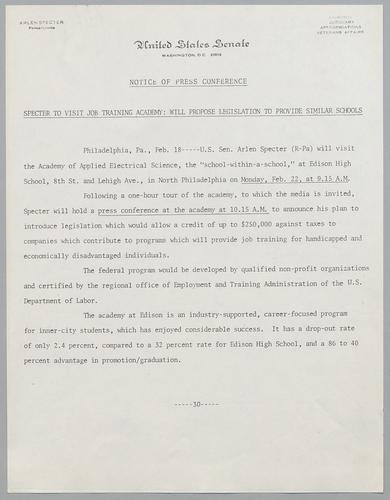 ARLEN SPECTER
PENNSYLVANIA
COMMITTEES:
JUDICIARY
APPROPRIATIONS
VETERANS AFFAIRS
United States Senate
WASHINGTON, D.C. 20510
NOTICE OF PRESS CONFERENCE
SPECTER TO VISIT JOB TRAINING ACADEMY: WILL PROPOSE LEGISLATION TO PROVIDE SIMILAR SCHOOLS
Philadelphia, Pa., Feb. 18-----U.S. Sen. Arlen Specter (R-Pa) will visit
the Academy of Applied Electrical Science, the "school-within-a-school," at Edison High
School, 8th St. and Lehigh Ave., in North Philadelphia on Monday, Feb. 22, at 9.15 A.M.
Following a one-hour tour of the academy, to which the media is invited,
Specter will hold a press conference at the academy at 10.15 A.M. to announce his plan to
introduce legislation which would allow a credit of up to $250,000 against taxes to
companies which contribute to programs which will provide job training for handicapped and
economically disadvantaged individuals.
The federal program would be developed by qualified non-profit organizations
and certified by the regional office of Employment and Training Administration of the U.S.
Department of Labor.
The academy at Edison is an industry-supported, career-focused program
for inner-city students, which has enjoyed considerable success. It has a drop-out rate
of only 2.4 percent, compared to a 32 percent rate for Edison High School, and a 86 to 40
percent advantage in promotion/graduation.
-----30-----